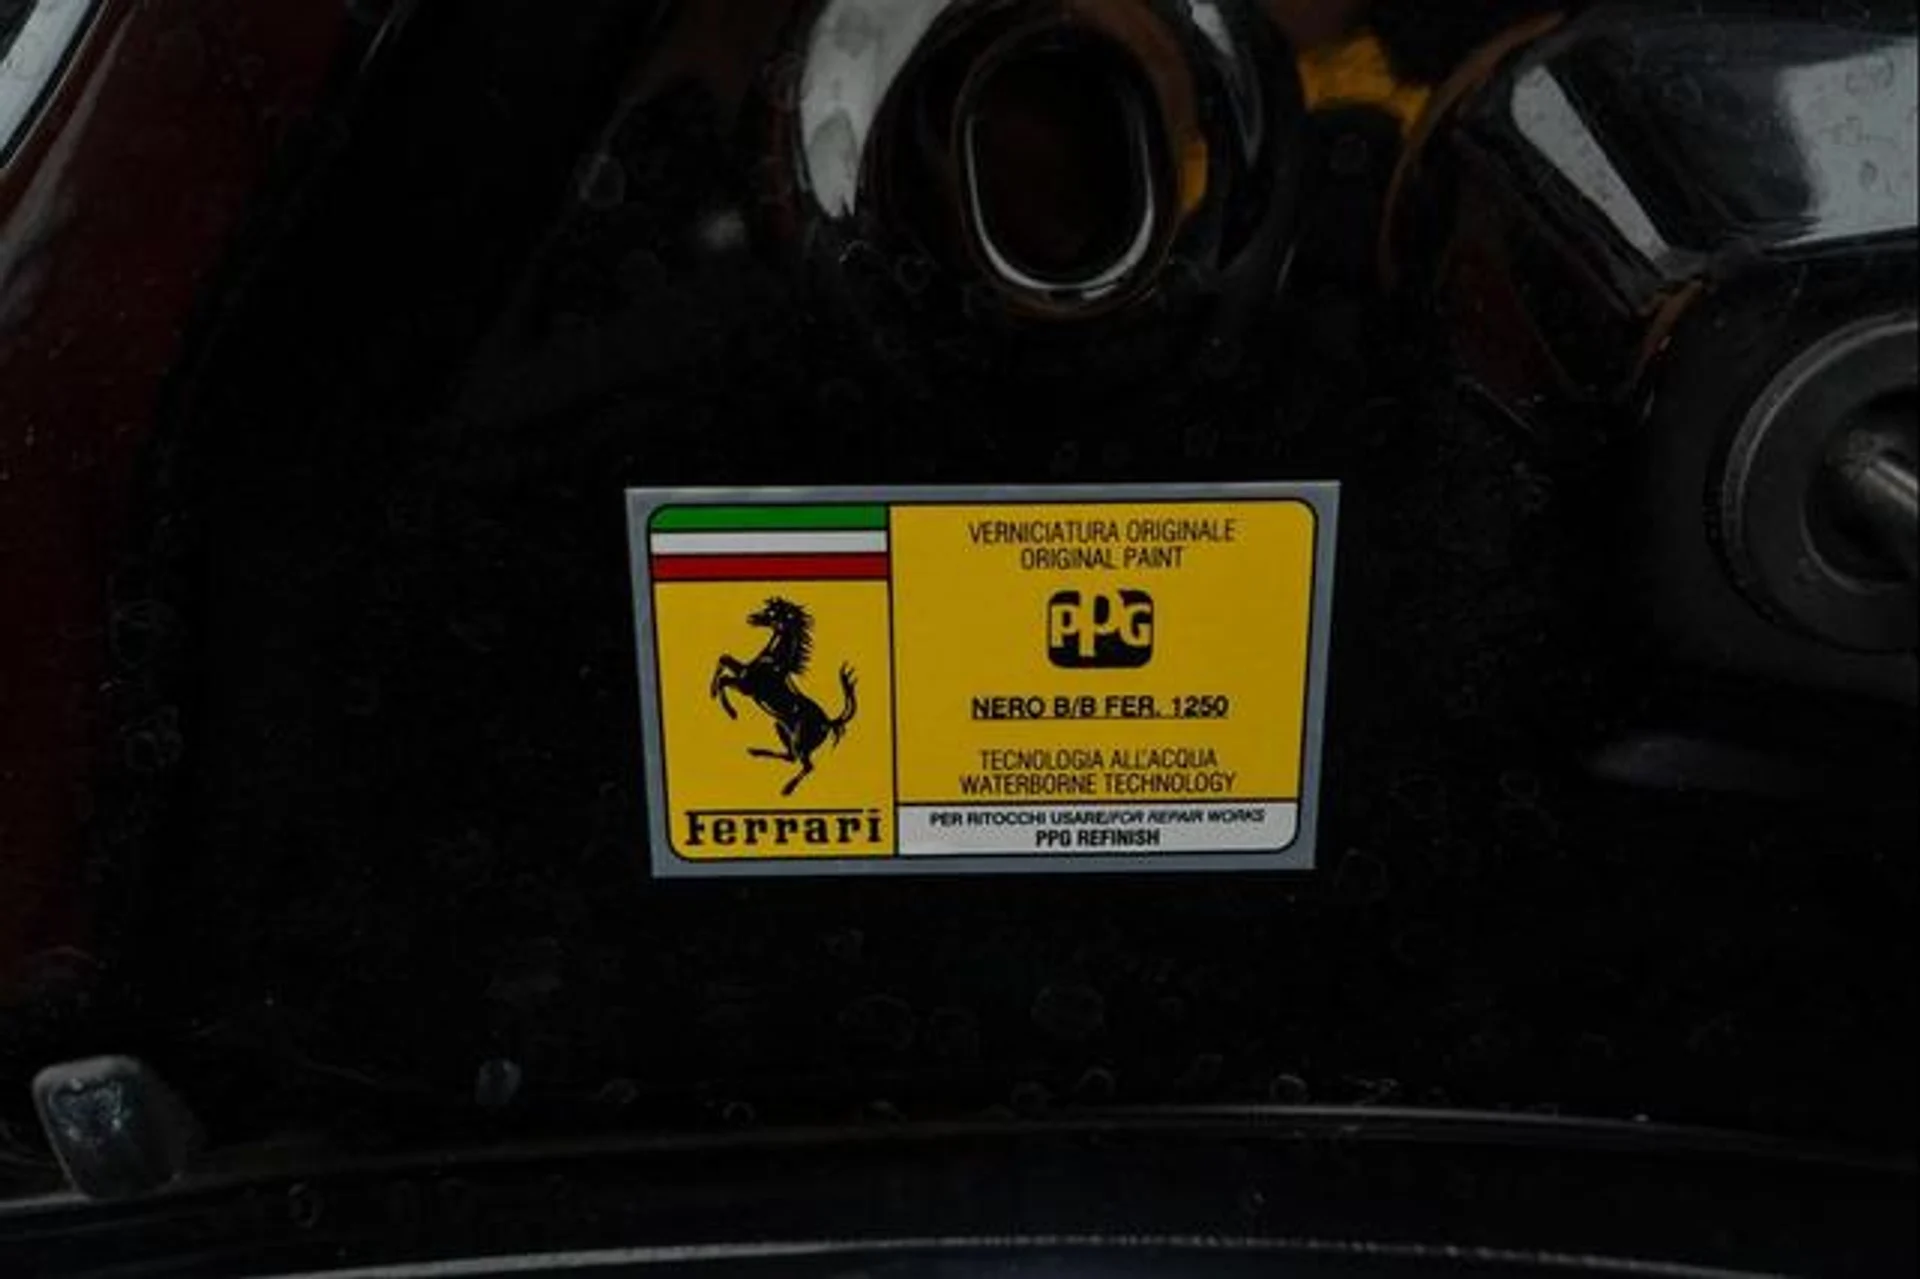 VERNICIATURA ORIGINALE
ORIGINAL PAINT
PPG
NERO B/B FER. 1250
TECNOLOGIA ALL'ACQUA
WATERBORNE TECHNOLOGY
PER RITOCCHI USARE/FOR REPAIR WORKS
PPG REFINISH
Ferrari